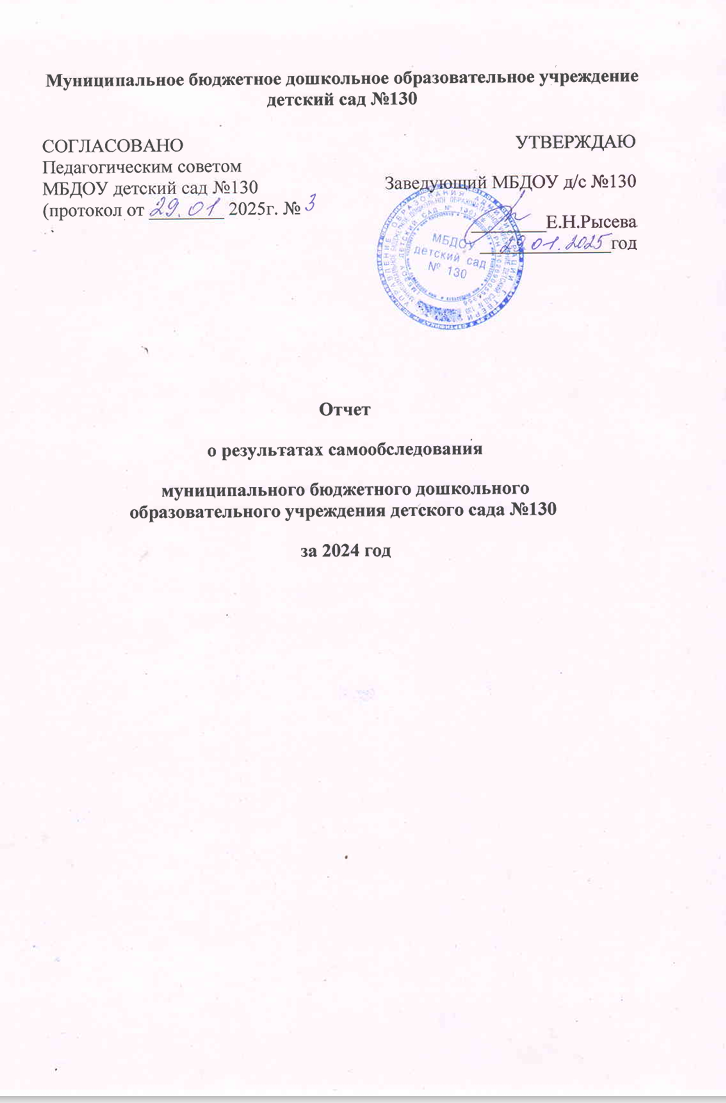 Муниципальное бюджетное дошкольное образовательное учреждение
детский сад №130
СОГЛАСОВАНО
Педагогическим советом
МБДОУ детский сад №130
(протокол от 29.01 2025г. № 3
УТВЕРЖДАЮ
Заведующий МБДОУ д/с №130
Е.Н.Рысева
29.01.2025год
МБДОУ
детский сад
№ 130
Отчет
о результатах самообследования
муниципального бюджетного дошкольного
образовательного учреждения детского сада №130
за 2024 год